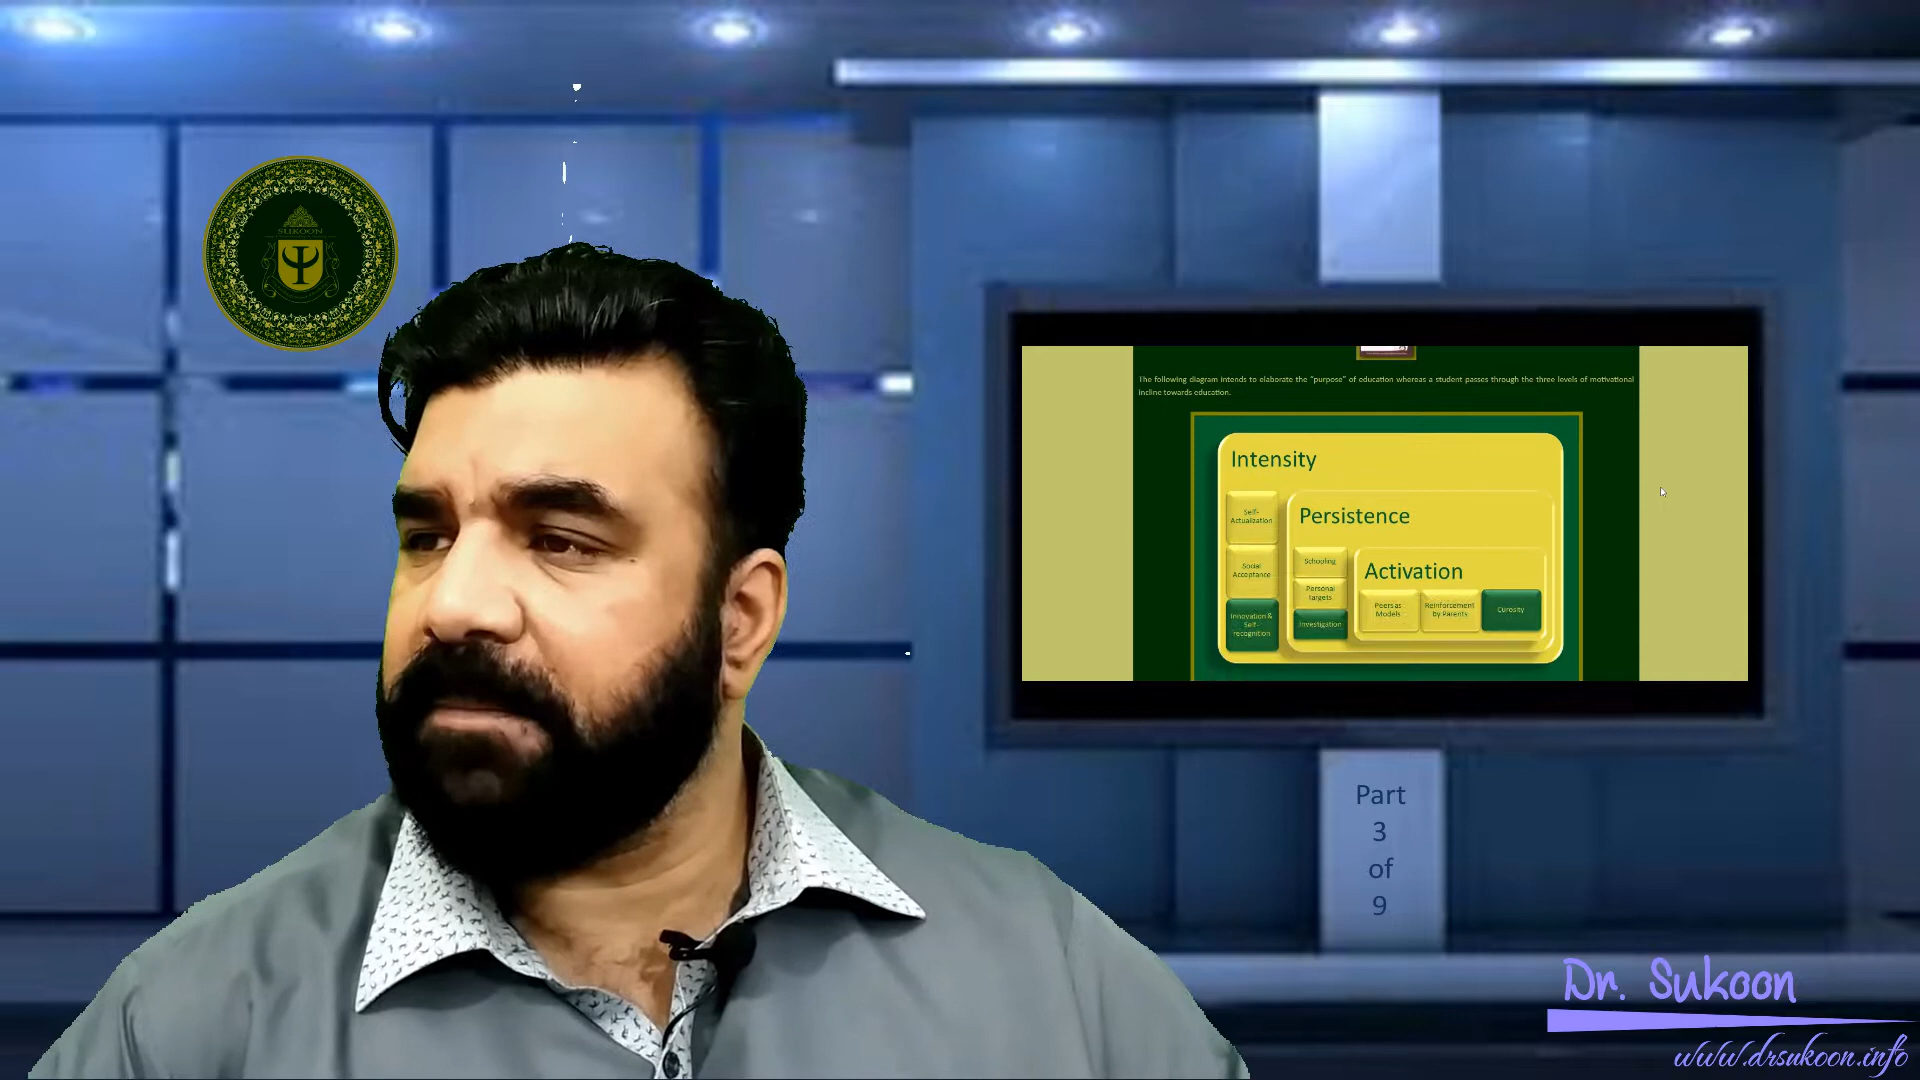 SUKOON
The following diagram intends to elaborate the "purpose" of education whereas a student passes through the three levels of motivational
incline towards education.
Intensity
Self-
Actualization
Social
Acceptance
Innovation &
Self-
recognition
Persistence
Schooling
Personal
Targets
Investigation
Activation
Peers as
Models
Reinforcement
by Parents
Curosity
Part
3
of
9
Dr. Sukoon
www.drsukoon.info